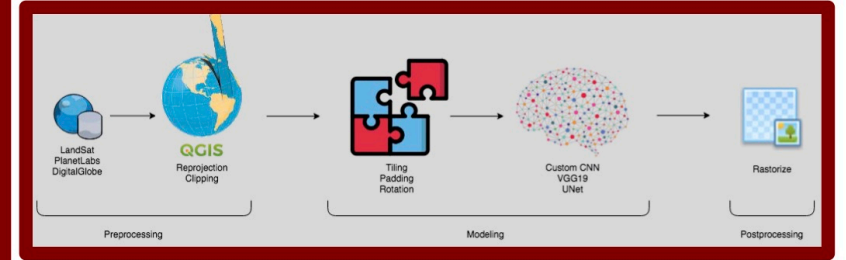 LandSat
PlanetLabs
DigitalGlobe
QGIS
Reprojection
Clipping
Tiling
Padding
Rotation
Custom CNN
VGG19
UNet
Rastorize
Preprocessing
Modeling
Postprocessing